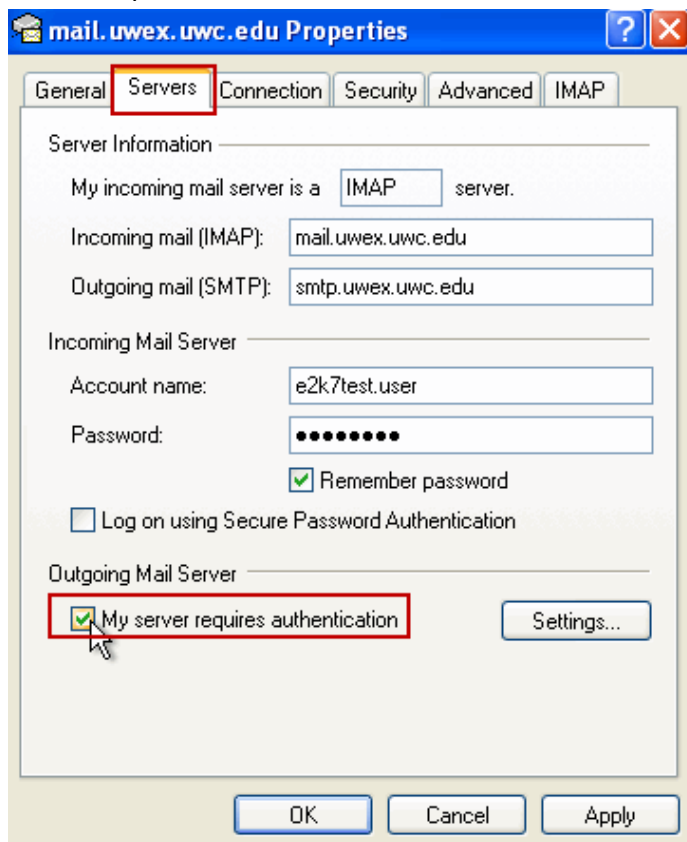 mail.uwex.uwc.edu Properties
General Servers Connection Security Advanced IMAP
Server Information
My incoming mail server is a IMAP server.
Incoming mail (IMAP): mail.uwex.uwc.edu
Outgoing mail (SMTP): smtp.uwex.uwc.edu
Incoming Mail Server
Account name: e2k7test.user
Password: ●●●●●●●●
Remember password
Log on using Secure Password Authentication
Outgoing Mail Server
My server requires authentication Settings...
OK Cancel Apply